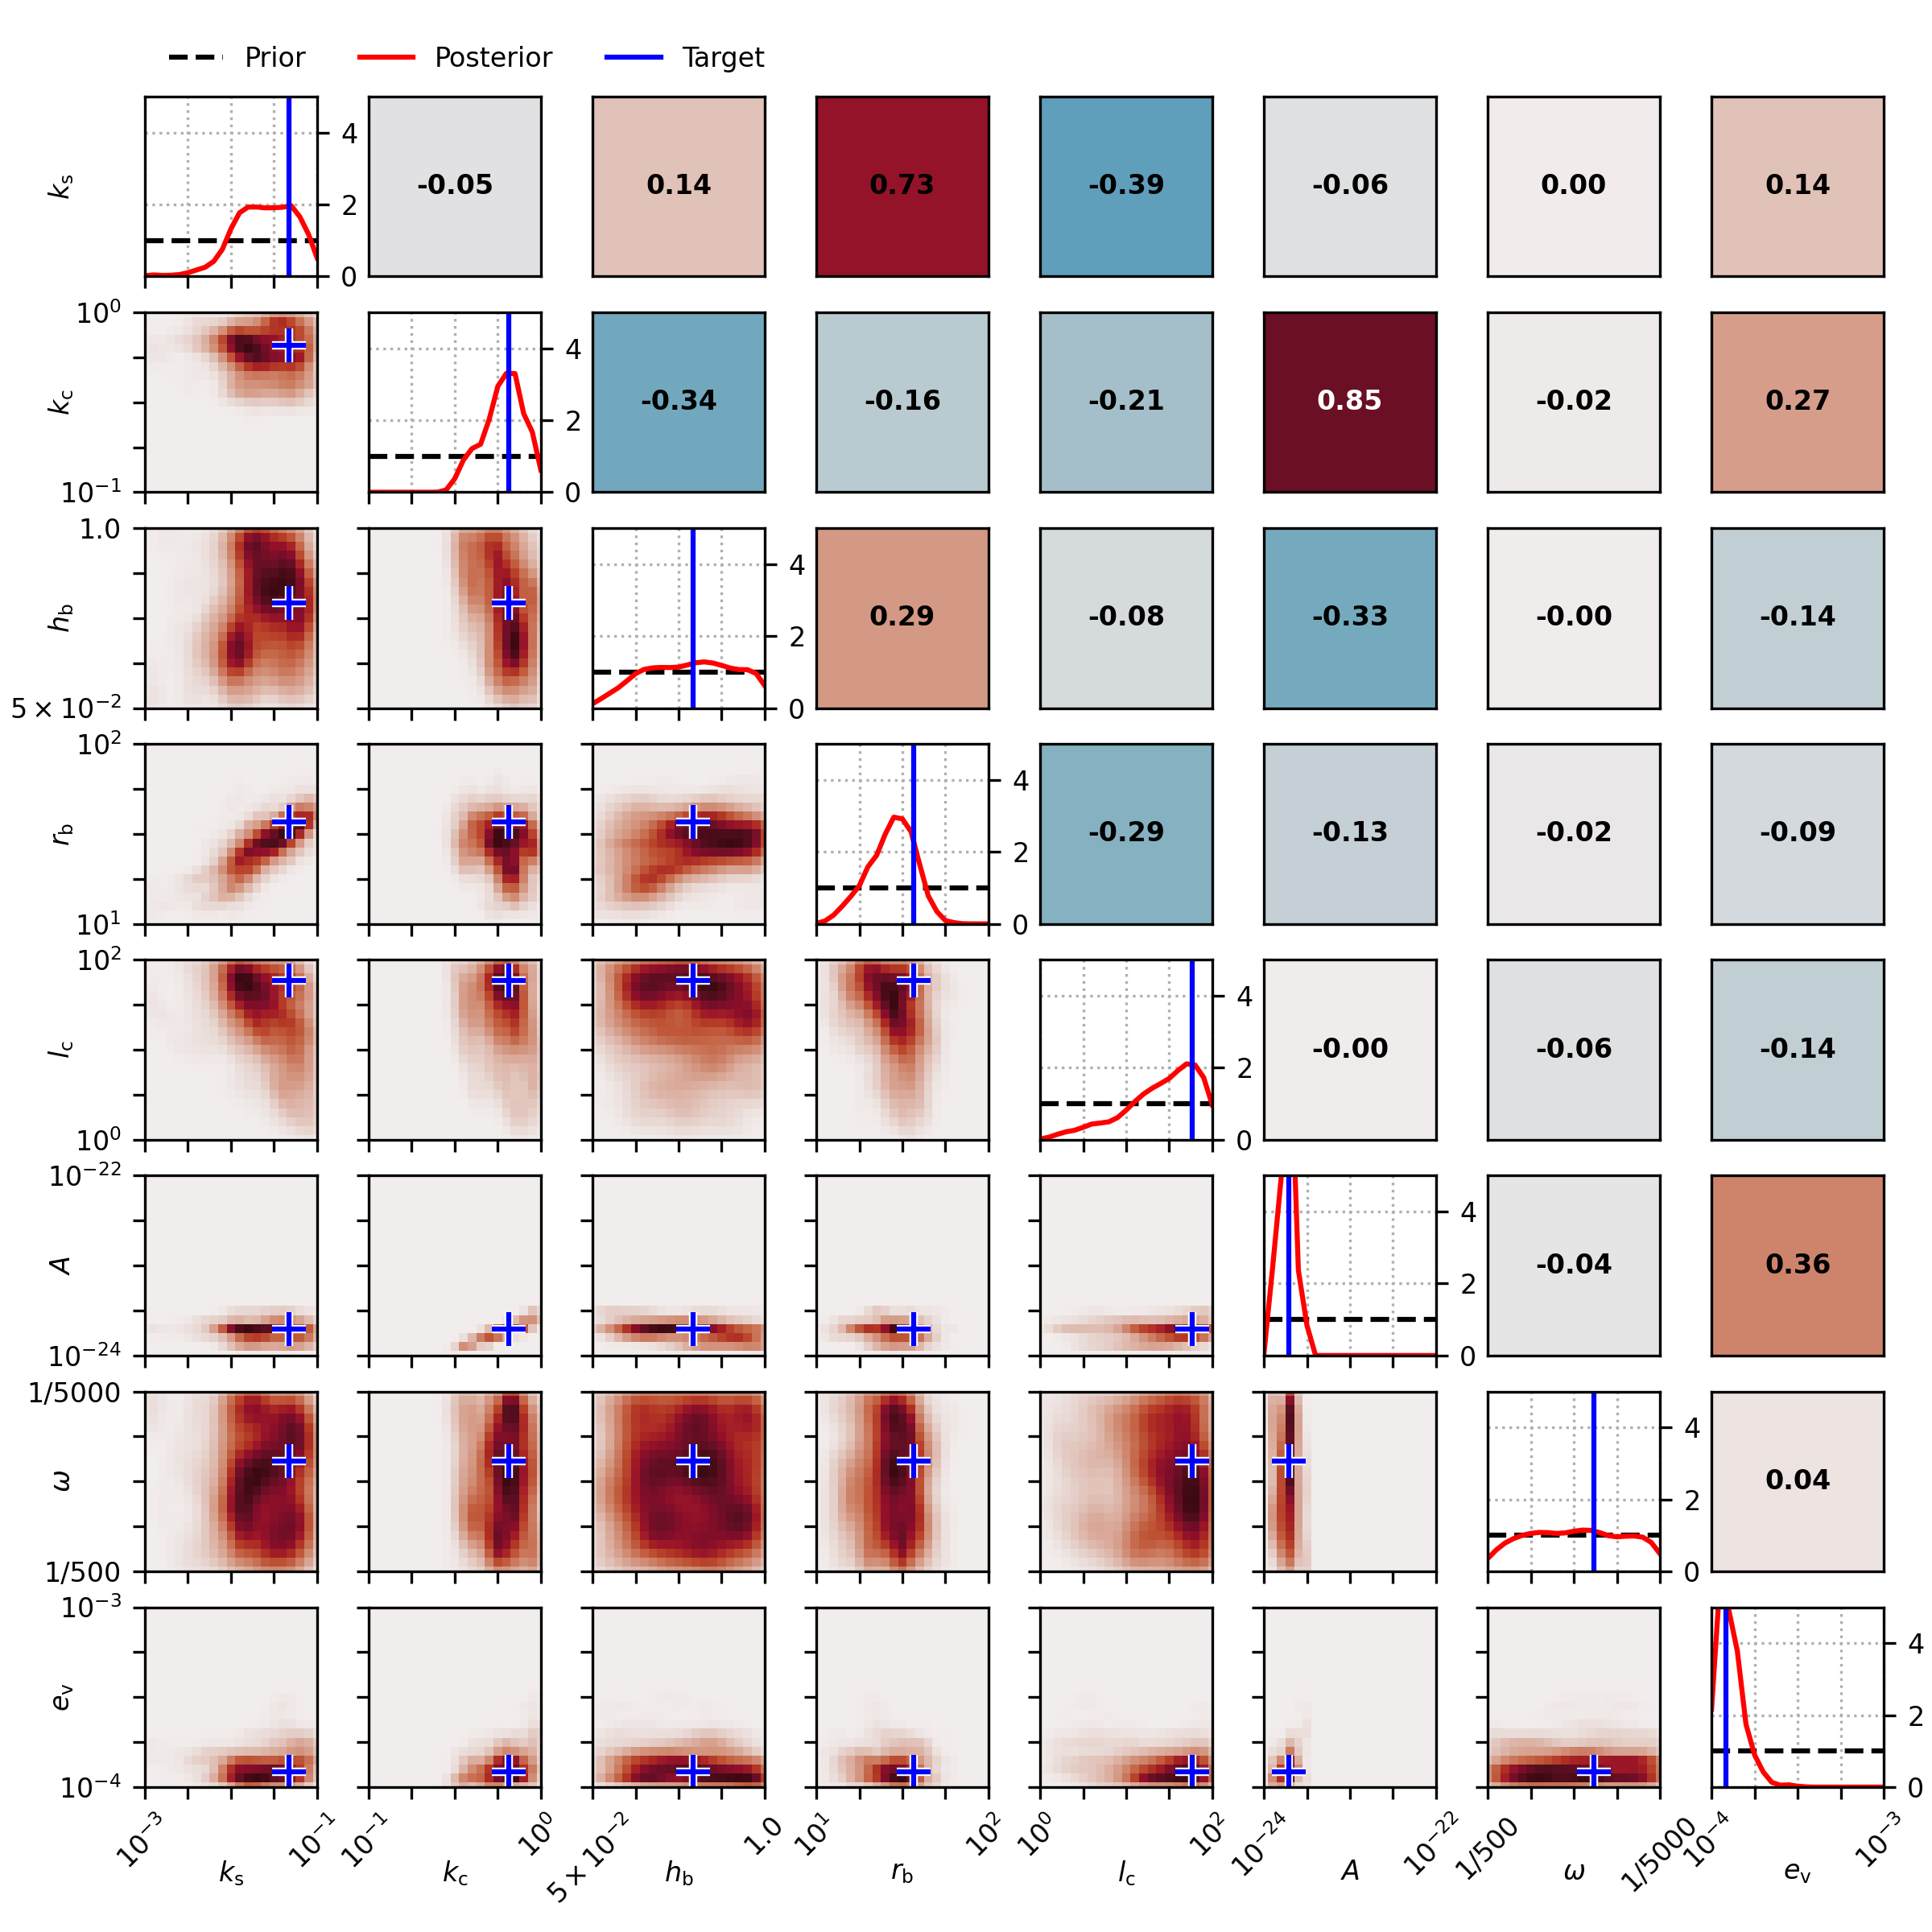 Prior Posterior Target
k_s 4 2 0 -0.05 0.14 0.73 -0.39 -0.06 0.00 0.14
k_c 10^0 10^-1 4 2 0 -0.34 -0.16 -0.21 0.85 -0.02 0.27
h_b 1.0 5 × 10^-2 4 2 0 0.29 -0.08 -0.33 -0.00 -0.14
r_b 10^2 10^1 4 2 0 -0.29 -0.13 -0.02 -0.09
l_c 10^2 10^0 4 2 0 -0.00 -0.06 -0.14
A 10^-22 10^-24 4 2 0 -0.04 0.36
ω 1/5000 1/500 4 2 0 0.04
e_v 10^-3 10^-4 4 2 0
10^-3 10^-1 10^-1 10^0 5 × 10^-2 1.0 10^1 10^2 10^0 10^2 10^-24 10^-22 1/500 1/5000 10^-4 10^-3
k_s k_c h_b r_b l_c A ω e_v